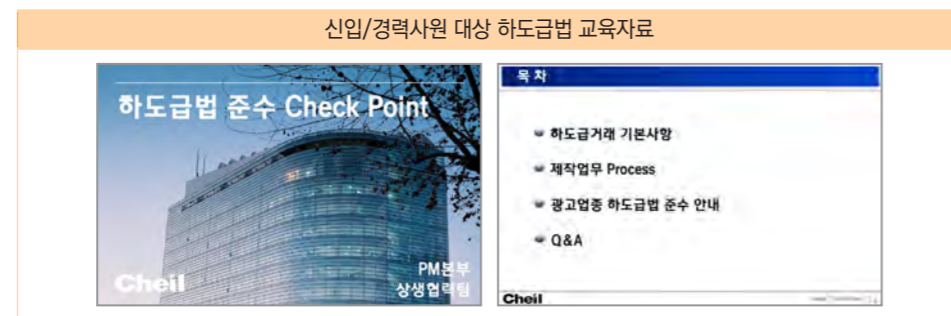 신입/경력사원 대상 하도급법 교육자료
하도급법 준수 Check Point
Cheil
PM본부
상생협력팀
목 차
하도급거래 기본사항
제작업무 Process
광고업종 하도급법 준수 안내
Q&A
Cheil